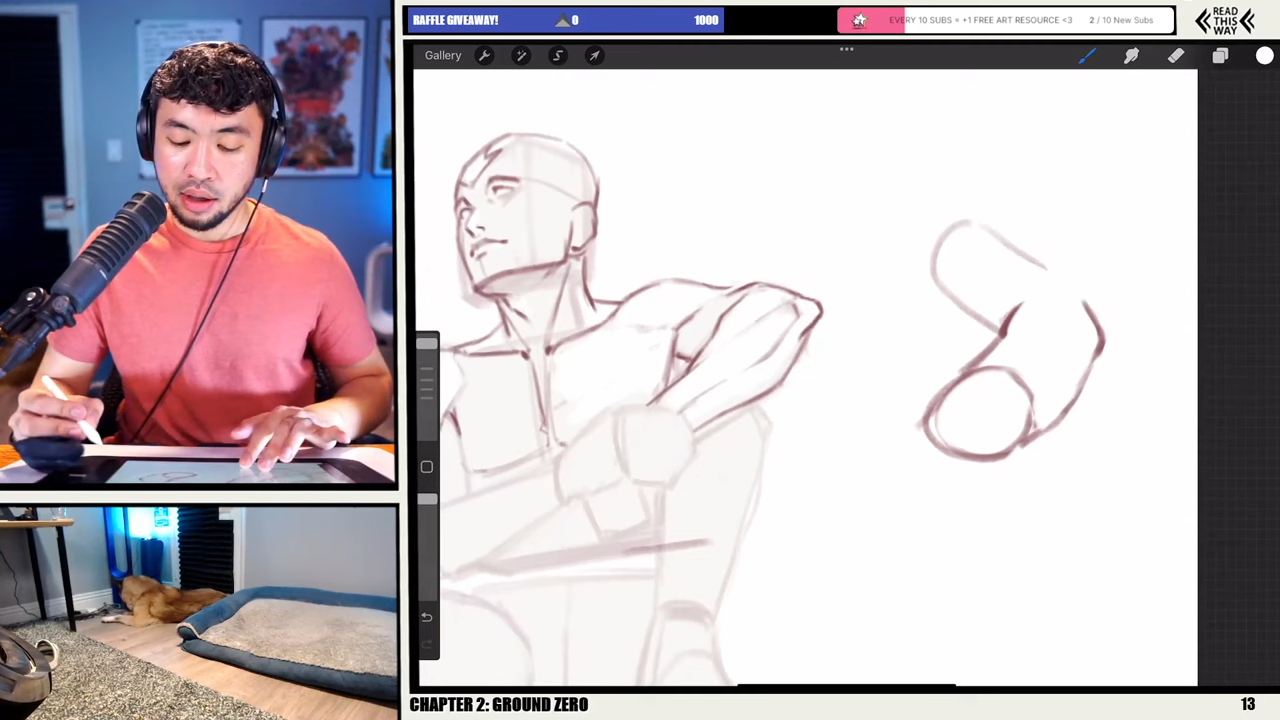 RAFFLE GIVEAWAY! 0 1000
EVERY 10 SUBS = +1 FREE ART RESOURCE <3 2 / 10 New Subs
READ
THIS
WAY
Gallery
CHAPTER 2: GROUND ZERO
13